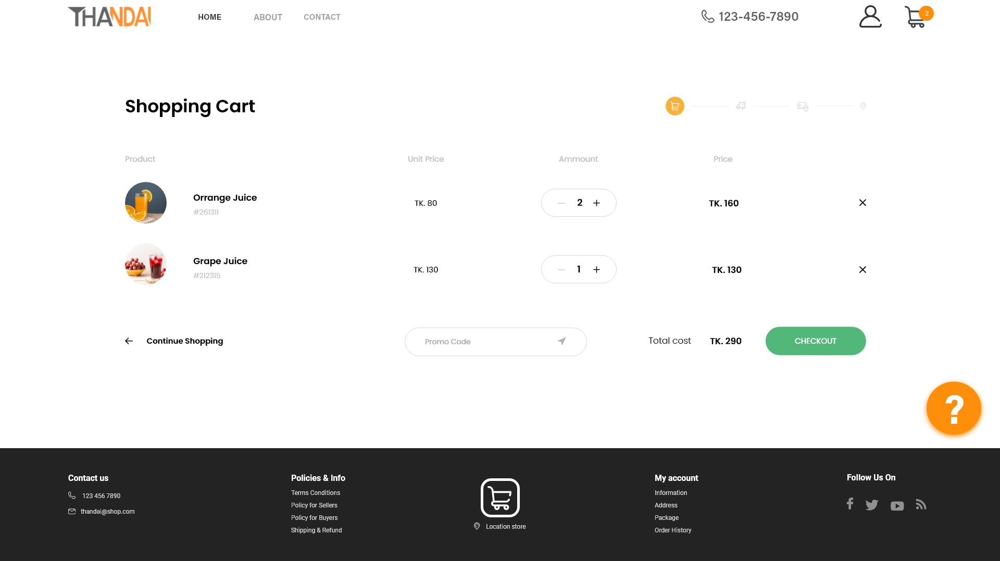 THANDAI
HOME ABOUT CONTACT 123-456-7890 2
Shopping Cart
Product Unit Price Ammount Price
Orrange Juice
#261311
TK. 80 2 TK. 160
Grape Juice
#212315
TK. 130 1 TK. 130
Continue Shopping Promo Code Total cost TK. 290 CHECKOUT
?
Contact us
123 456 7890
thandai@shop.com
Policies & Info
Terms Conditions
Policy for Sellers
Policy for Buyers
Shipping & Refund
Location store
My account
Information
Address
Package
Order History
Follow Us On